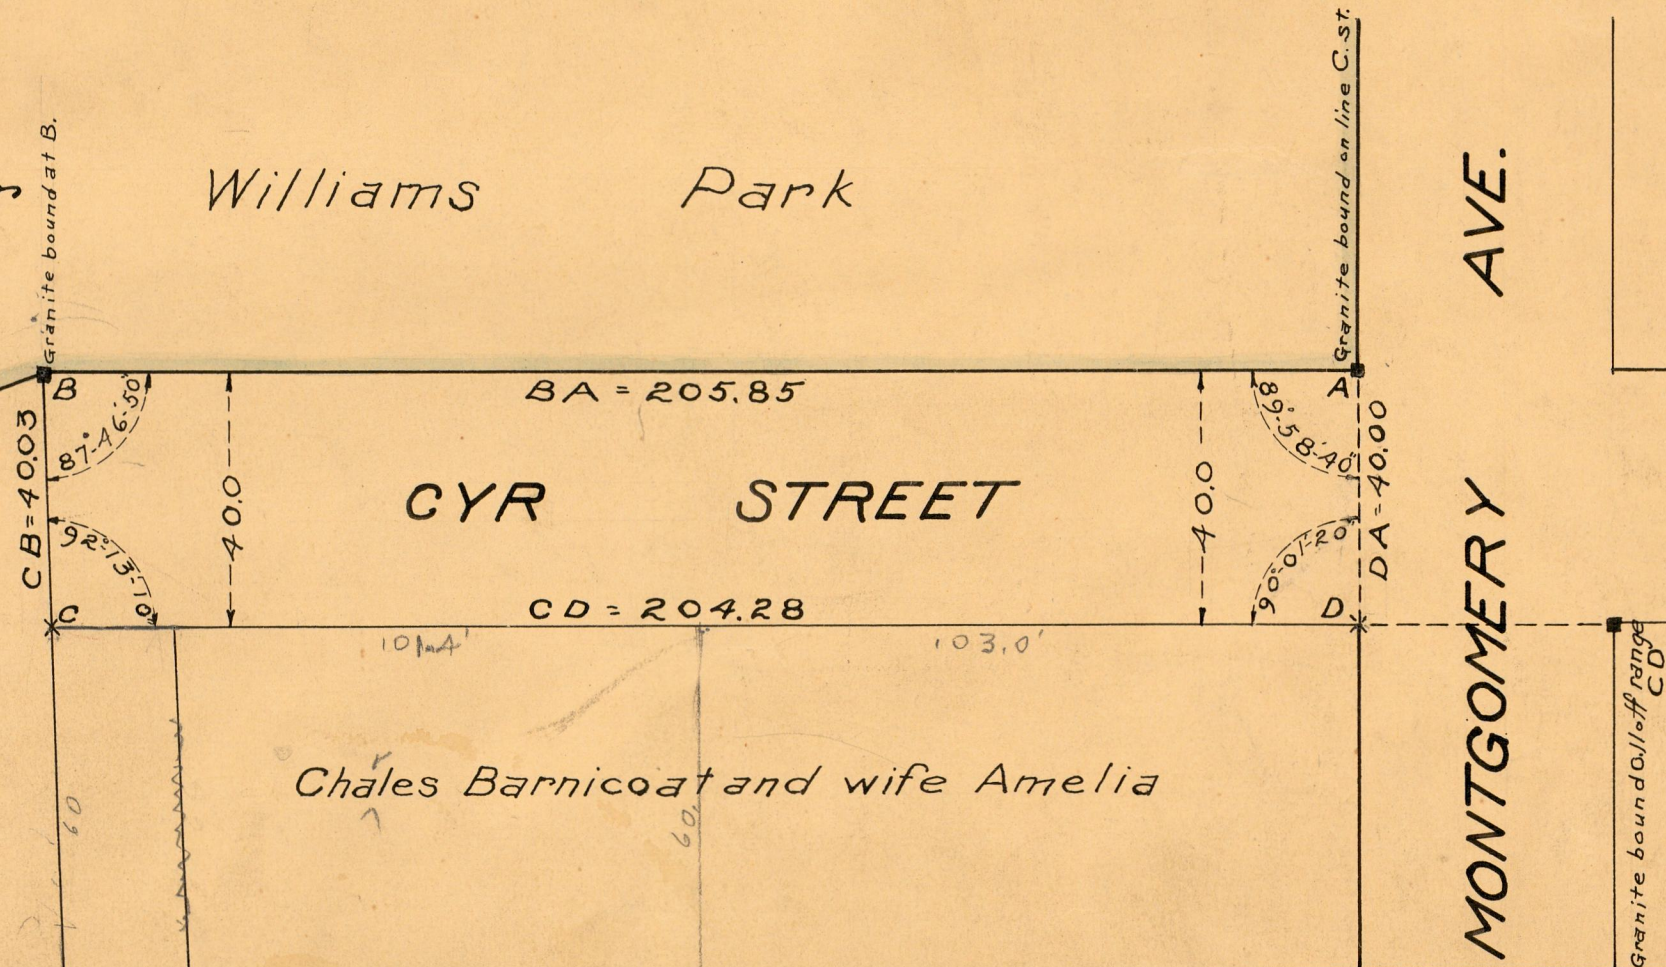 Granite bound at B.
Williams Park
Granite bound on line C. st.
MONTGOMERY AVE.
B
BA = 205.85
A
87°-46'-50"
89°-58'-40"
CB = 40.03
40.0
CYR STREET
40.0
DA = 40.00
92°-13'-10"
90°-01'-20"
C
CD = 204.28
D
103.0'
Chales Barnicoat and wife Amelia
r
60
60
Granite bound 0.11 off range
CD